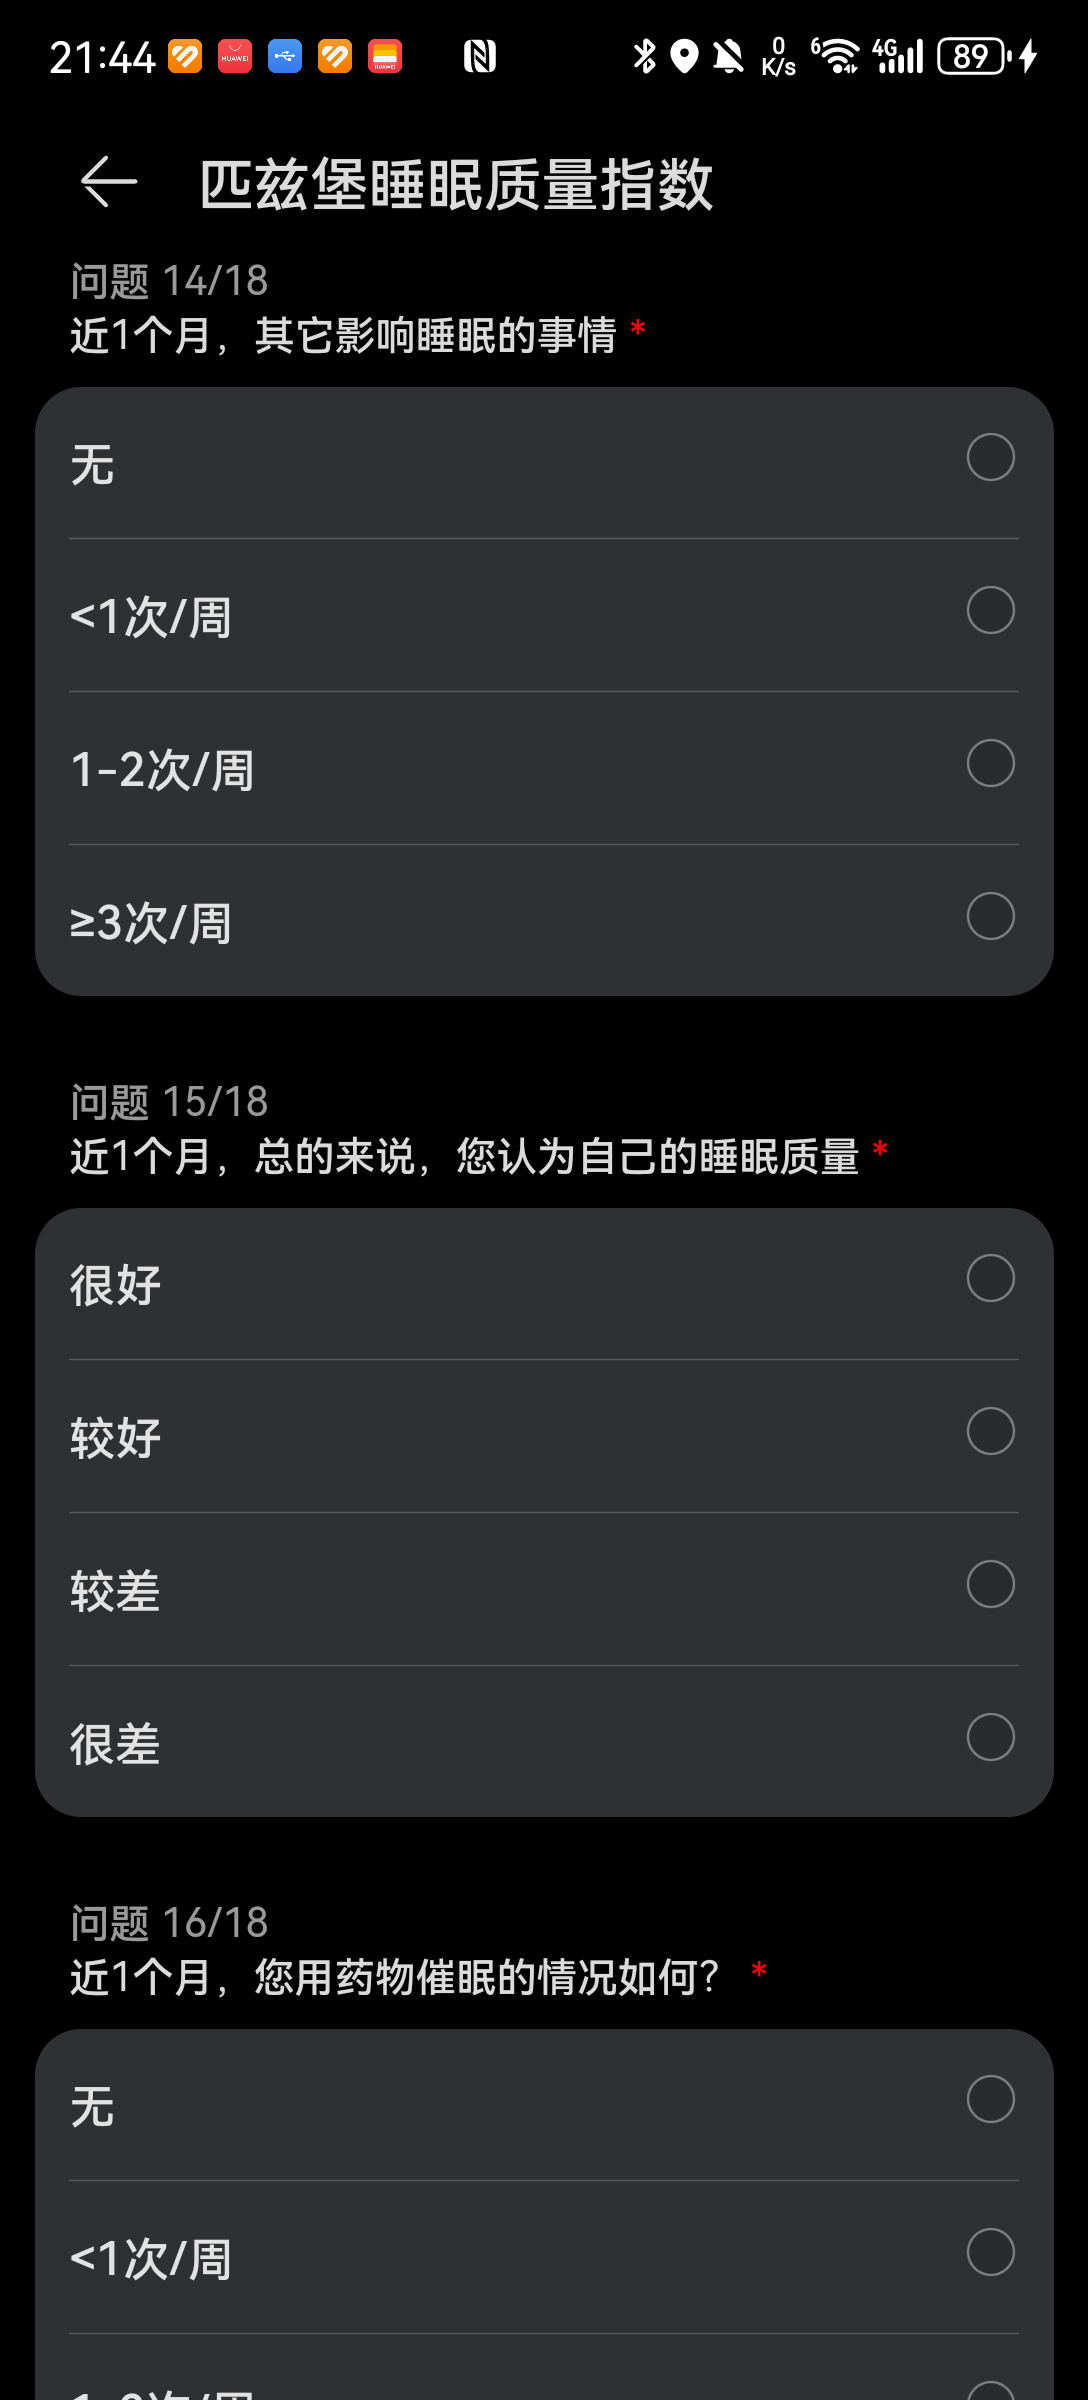 21:44
0
K/s
6
4G
89
匹兹堡睡眠质量指数
问题 14/18
近1个月，其它影响睡眠的事情 *
无
<1次/周
1-2次/周
≥3次/周
问题 15/18
近1个月，总的来说，您认为自己的睡眠质量 *
很好
较好
较差
很差
问题 16/18
近1个月，您用药物催眠的情况如何？ *
无
<1次/周